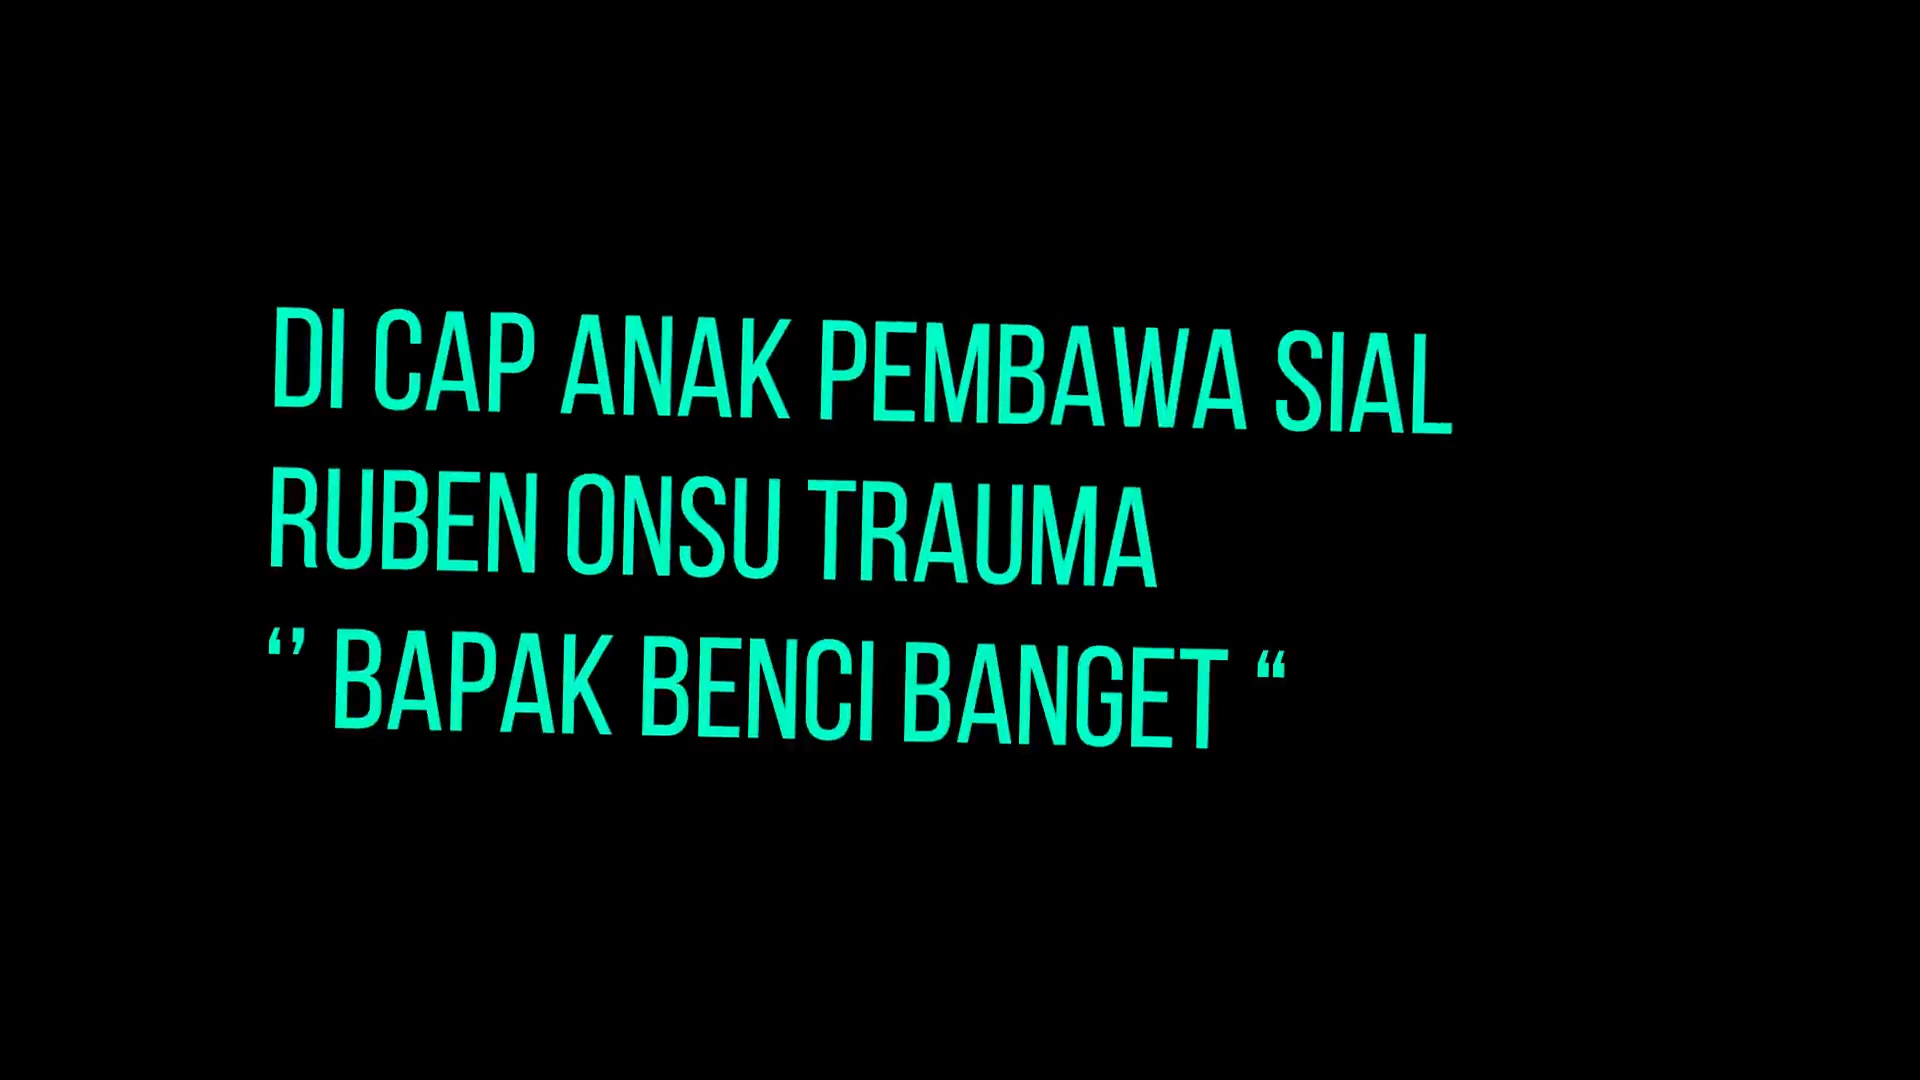 DI CAP ANAK PEMBAWA SIAL
RUBEN ONSU TRAUMA
‘’ BAPAK BENCI BANGET “